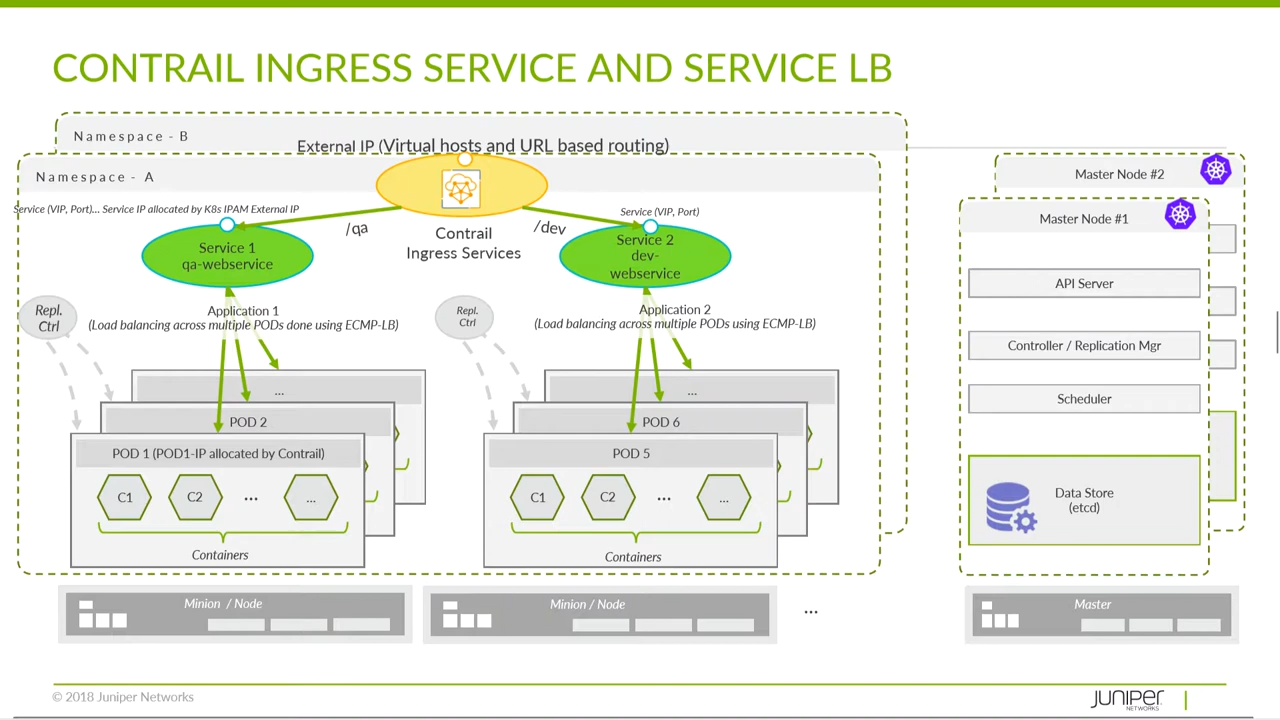 CONTRAIL INGRESS SERVICE AND SERVICE LB
Namespace - B
External IP (Virtual hosts and URL based routing)
Namespace - A
Service (VIP, Port)... Service IP allocated by K8s IPAM External IP
Service (VIP, Port)
/qa
/dev
Contrail
Ingress Services
Service 1
qa-webservice
Service 2
dev-
webservice
Repl.
Ctrl
Application 1
(Load balancing across multiple PODs done using ECMP-LB)
Repl.
Ctrl
Application 2
(Load balancing across multiple PODs using ECMP-LB)
...
POD 2
POD 1 (POD1-IP allocated by Contrail)
C1
C2
...
...
Containers
...
POD 6
POD 5
C1
C2
...
...
Containers
Minion / Node
Minion / Node
...
Master Node #2
Master Node #1
API Server
Controller / Replication Mgr
Scheduler
Data Store
(etcd)
Master
© 2018 Juniper Networks
JUNIPER
NETWORKS